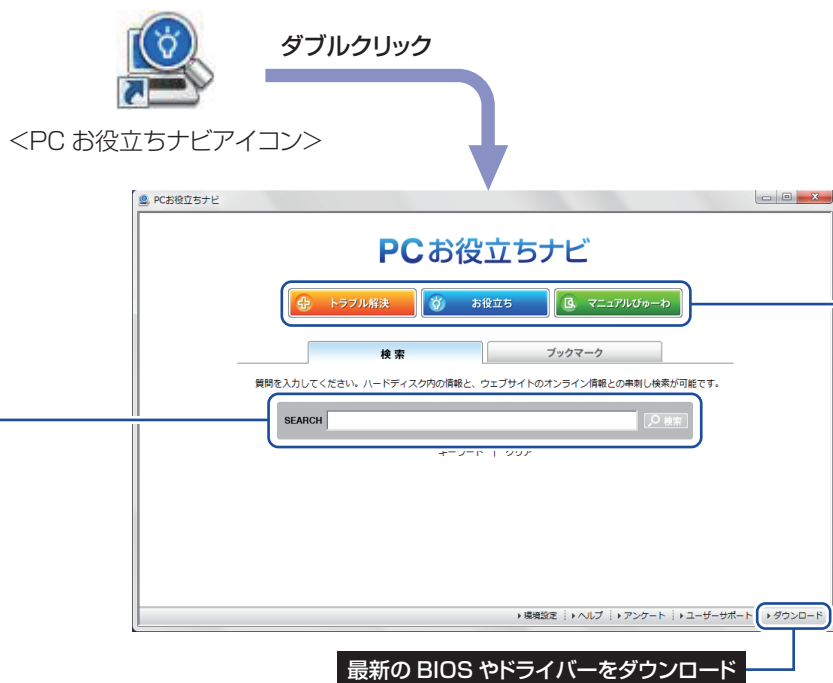 ダブルクリック
<PC お役立ちナビアイコン>
PCお役立ちナビ
PCお役立ちナビ
トラブル解決 お役立ち マニュアルびゅーわ
検索 ブックマーク
質問を入力してください。ハードディスク内の情報と、ウェブサイトのオンライン情報との串刺し検索が可能です。
SEARCH 検索
キーワード | クリア
▸環境設定 ▸ヘルプ ▸アンケート ▸ユーザーサポート ▸ダウンロード
最新の BIOS やドライバーをダウンロード